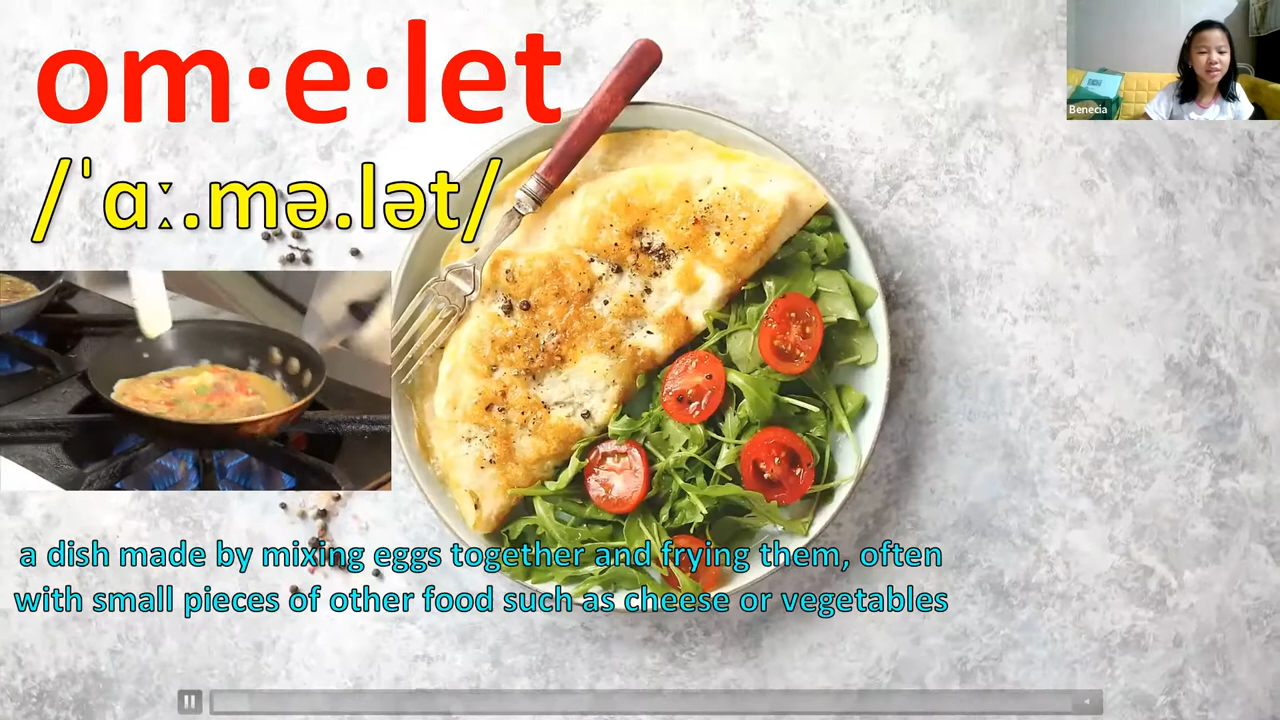 om·e·let
/ˈɑː.mə.lət/
Benecia
a dish made by mixing eggs together and frying them, often
with small pieces of other food such as cheese or vegetables